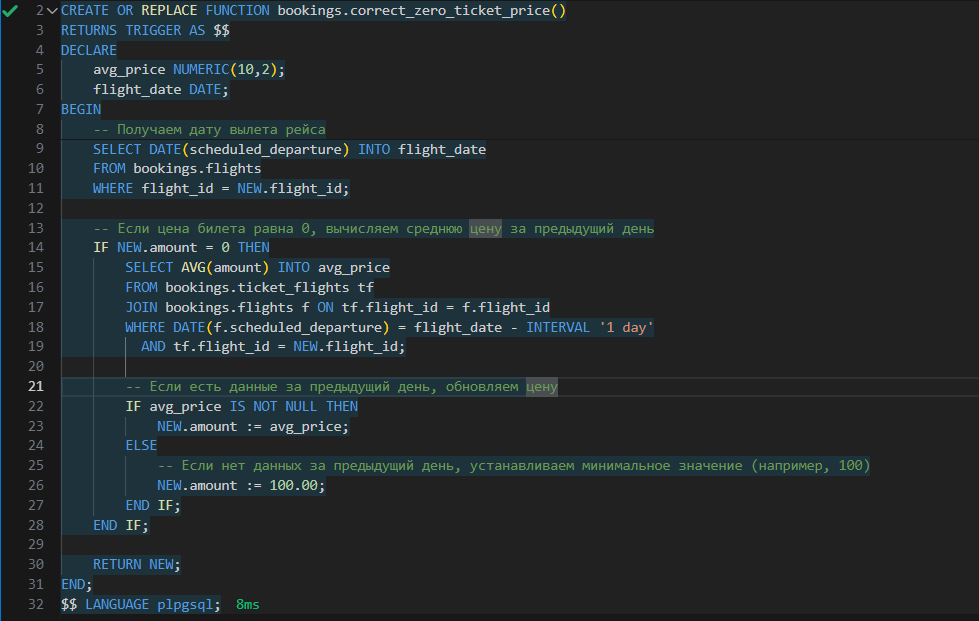 2 CREATE OR REPLACE FUNCTION bookings.correct_zero_ticket_price()
3 RETURNS TRIGGER AS $$
4 DECLARE
5     avg_price NUMERIC(10,2);
6     flight_date DATE;
7 BEGIN
8     -- Получаем дату вылета рейса
9     SELECT DATE(scheduled_departure) INTO flight_date
10     FROM bookings.flights
11     WHERE flight_id = NEW.flight_id;
12
13     -- Если цена билета равна 0, вычисляем среднюю цену за предыдущий день
14     IF NEW.amount = 0 THEN
15         SELECT AVG(amount) INTO avg_price
16         FROM bookings.ticket_flights tf
17         JOIN bookings.flights f ON tf.flight_id = f.flight_id
18         WHERE DATE(f.scheduled_departure) = flight_date - INTERVAL '1 day'
19           AND tf.flight_id = NEW.flight_id;
20
21         -- Если есть данные за предыдущий день, обновляем цену
22         IF avg_price IS NOT NULL THEN
23             NEW.amount := avg_price;
24         ELSE
25             -- Если нет данных за предыдущий день, устанавливаем минимальное значение (например, 100)
26             NEW.amount := 100.00;
27         END IF;
28     END IF;
29
30     RETURN NEW;
31 END;
32 $$ LANGUAGE plpgsql; 8ms